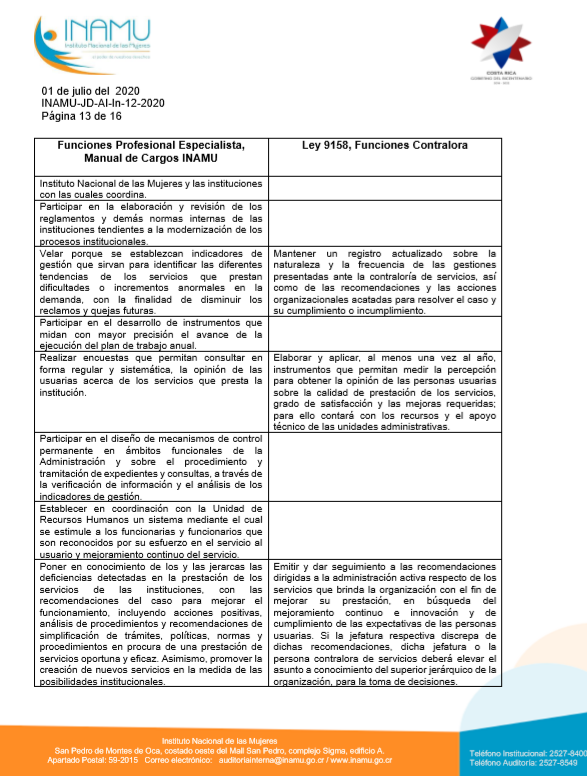 INAMU
Instituto Nacional de las Mujeres
COSTA RICA
GOBIERNO DEL BICENTENARIO
01 de julio del 2020
INAMU-JD-AI-In-12-2020
Página 13 de 16
Funciones Profesional Especialista,
Manual de Cargos INAMU
Ley 9158, Funciones Contralora
Instituto Nacional de las Mujeres y las instituciones
con las cuales coordina.
Participar en la elaboración y revisión de los
reglamentos y demás normas internas de las
instituciones tendientes a la modernización de los
procesos institucionales.
Velar porque se establezcan indicadores de
gestión que sirvan para identificar las diferentes
tendencias de los servicios que prestan
dificultades o incrementos anormales en la
demanda, con la finalidad de disminuir los
reclamos y quejas futuras.
Mantener un registro actualizado sobre la
naturaleza y la frecuencia de las gestiones
presentadas ante la contraloría de servicios, así
como de las recomendaciones y las acciones
organizacionales acatadas para resolver el caso y
su cumplimiento o incumplimiento.
Participar en el desarrollo de instrumentos que
midan con mayor precisión el avance de la
ejecución del plan de trabajo anual.
Realizar encuestas que permitan consultar en
forma regular y sistemática, la opinión de las
usuarias acerca de los servicios que presta la
institución.
Elaborar y aplicar, al menos una vez al año,
instrumentos que permitan medir la percepción
para obtener la opinión de las personas usuarias
sobre la calidad de prestación de los servicios,
grado de satisfacción y las mejoras requeridas;
para ello contará con los recursos y el apoyo
técnico de las unidades administrativas.
Participar en el diseño de mecanismos de control
permanente en ámbitos funcionales de la
Administración y sobre el procedimiento y
tramitación de expedientes y consultas, a través de
la verificación de información y el análisis de los
indicadores de gestión.
Establecer en coordinación con la Unidad de
Recursos Humanos un sistema mediante el cual
se estimule a los funcionarias y funcionarios que
son reconocidos por su esfuerzo en el servicio al
usuario y mejoramiento continuo del servicio.
Poner en conocimiento de los y las jerarcas las
deficiencias detectadas en la prestación de los
servicios de las instituciones, con las
recomendaciones del caso para mejorar el
funcionamiento, incluyendo acciones positivas,
análisis de procedimientos y recomendaciones de
simplificación de trámites, políticas, normas y
procedimientos en procura de una prestación de
servicios oportuna y eficaz. Asimismo, promover la
creación de nuevos servicios en la medida de las
posibilidades institucionales.
Emitir y dar seguimiento a las recomendaciones
dirigidas a la administración activa respecto de los
servicios que brinda la organización con el fin de
mejorar su prestación, en búsqueda del
mejoramiento continuo e innovación y de
cumplimiento de las expectativas de las personas
usuarias. Si la jefatura respectiva discrepa de
dichas recomendaciones, dicha jefatura o la
persona contralora de servicios deberá elevar el
asunto a conocimiento del superior jerárquico de la
organización, para la toma de decisiones.
Instituto Nacional de las Mujeres
San Pedro de Montes de Oca, costado oeste del Mall San Pedro, complejo Sigma, edificio A.
Apartado Postal: 59-2015 Correo electrónico: auditoriainterna@inamu.go.cr / www.inamu.go.cr
Teléfono Institucional: 2527-8400
Teléfono Auditoría: 2527-8549